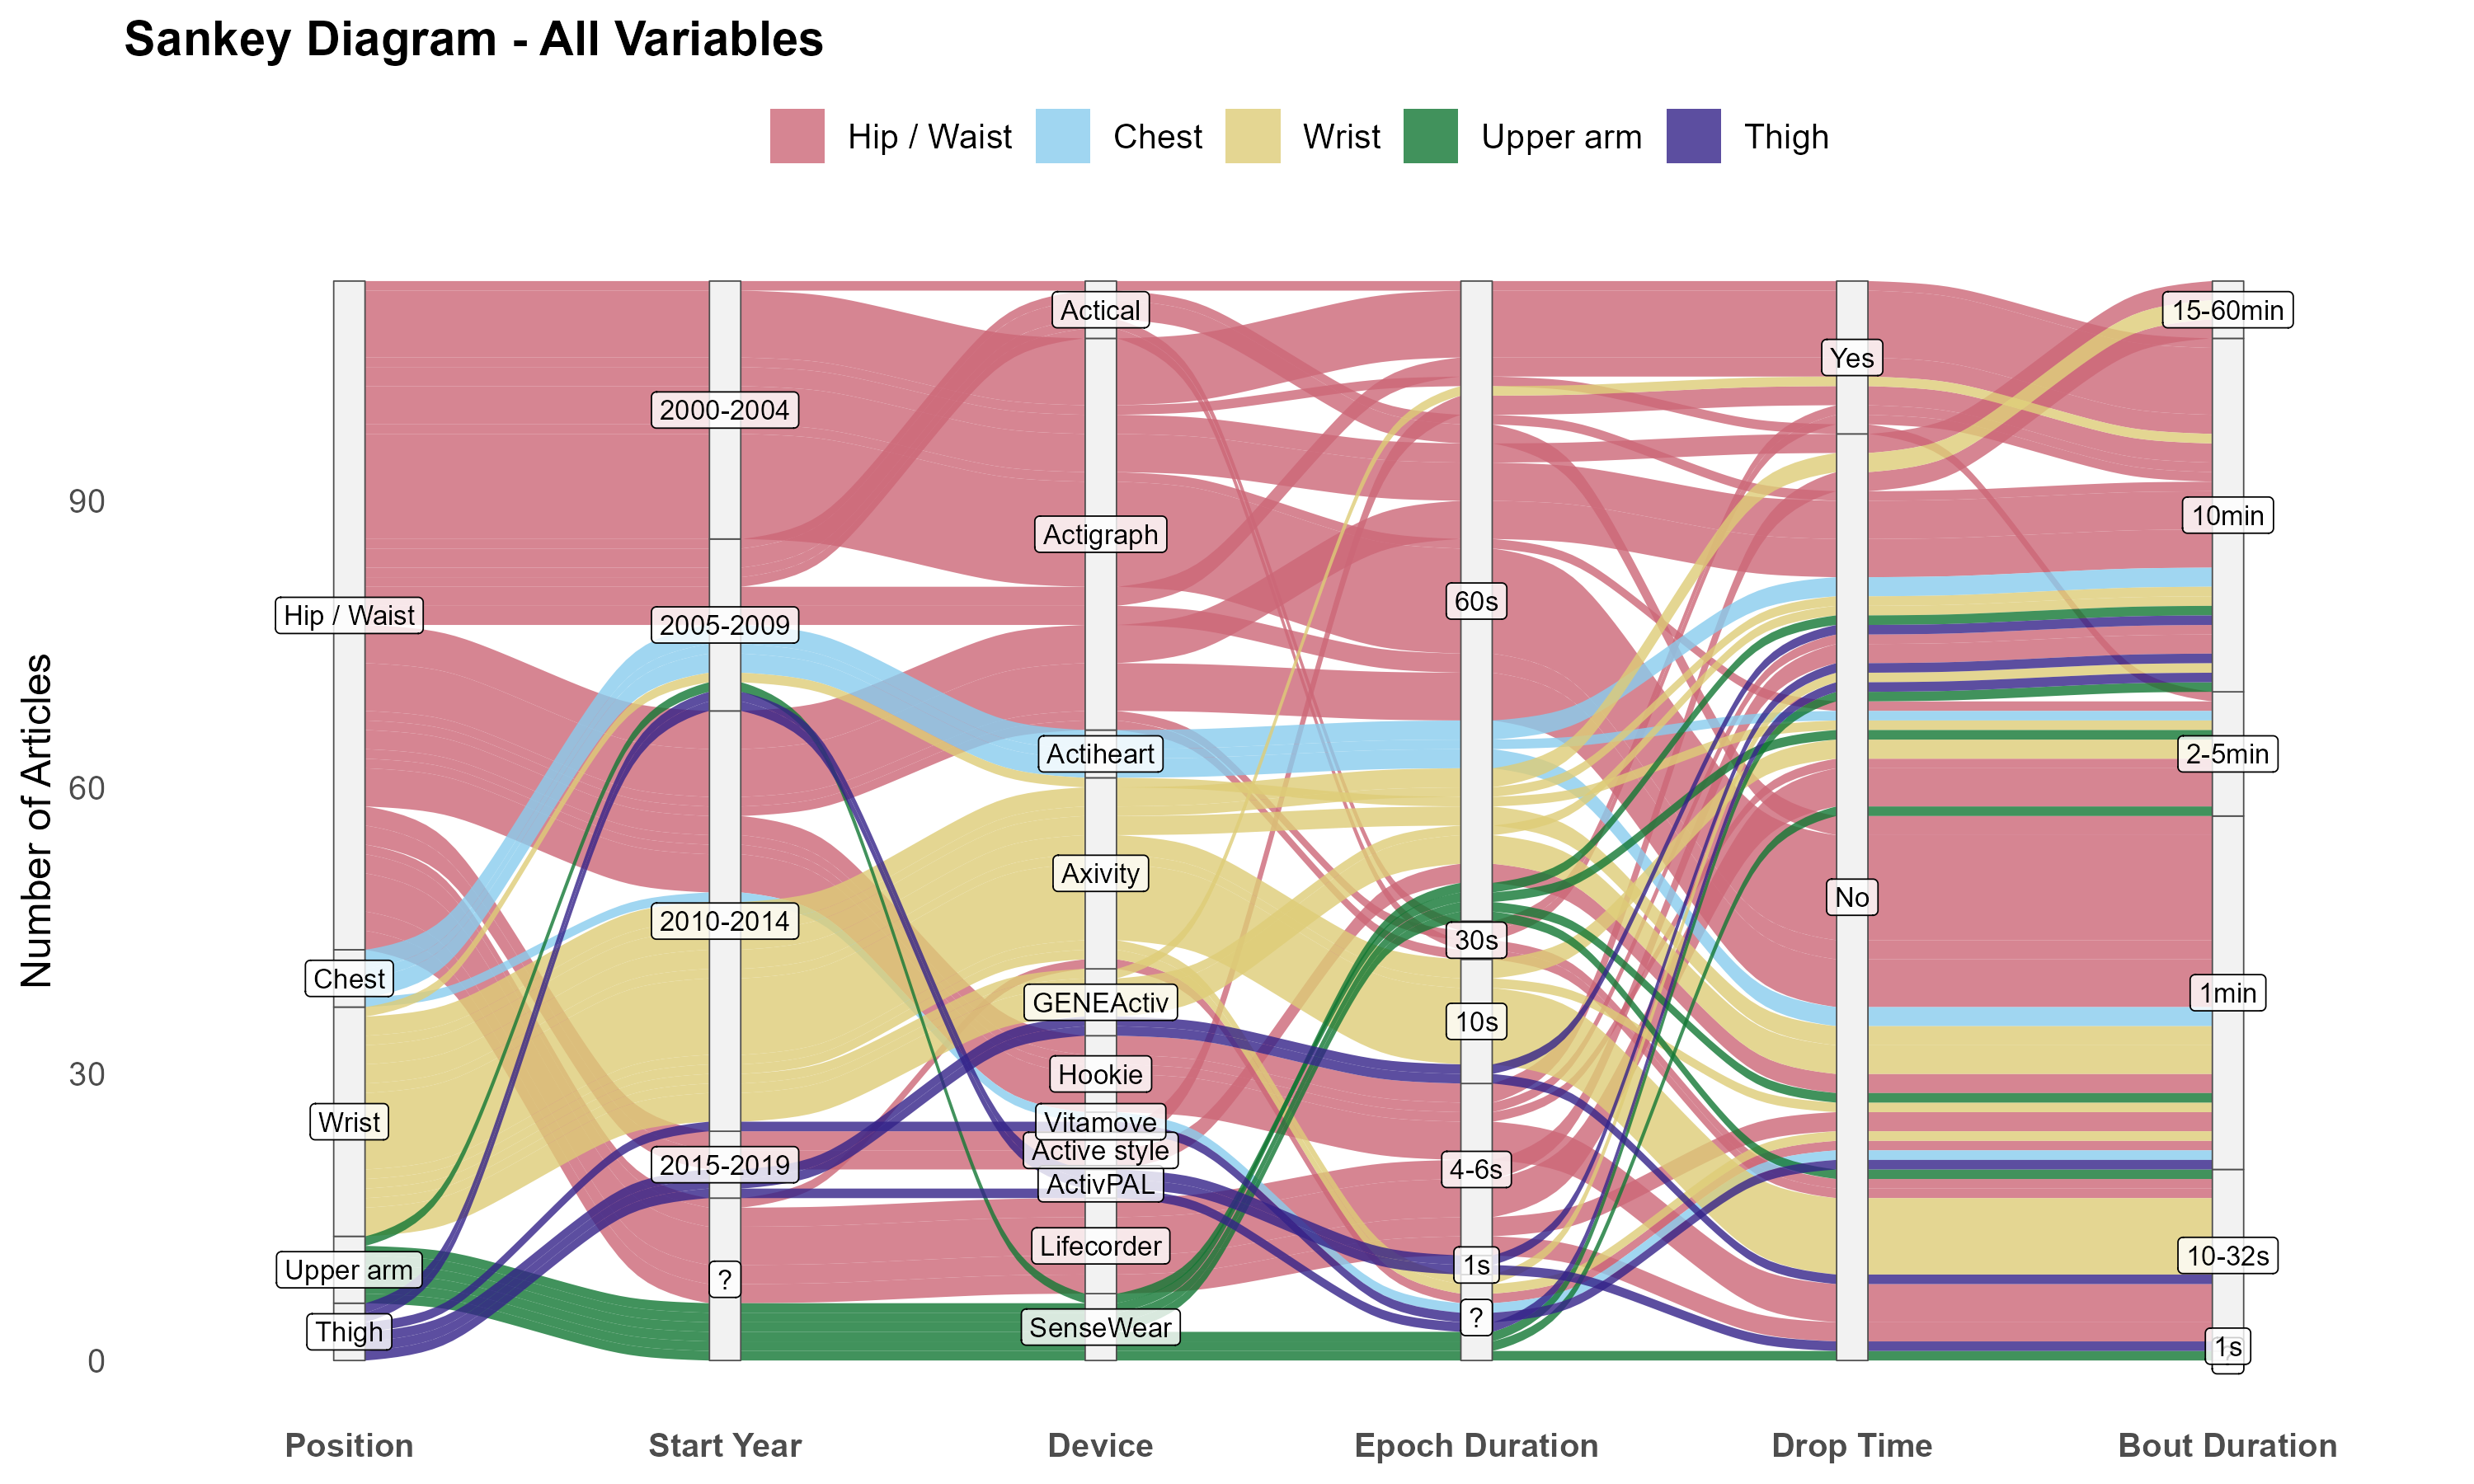 Sankey Diagram - All Variables
Hip / Waist
Chest
Wrist
Upper arm
Thigh
Number of Articles
90
60
30
0
Hip / Waist
Chest
Wrist
Upper arm
Thigh
2000-2004
2005-2009
2010-2014
2015-2019
?
Actical
Actigraph
Actiheart
Axivity
GENEActiv
Hookie
Vitamove
Active style
ActivPAL
Lifecorder
SenseWear
60s
30s
10s
4-6s
1s
?
Yes
No
15-60min
10min
2-5min
1min
10-32s
1s
Position
Start Year
Device
Epoch Duration
Drop Time
Bout Duration